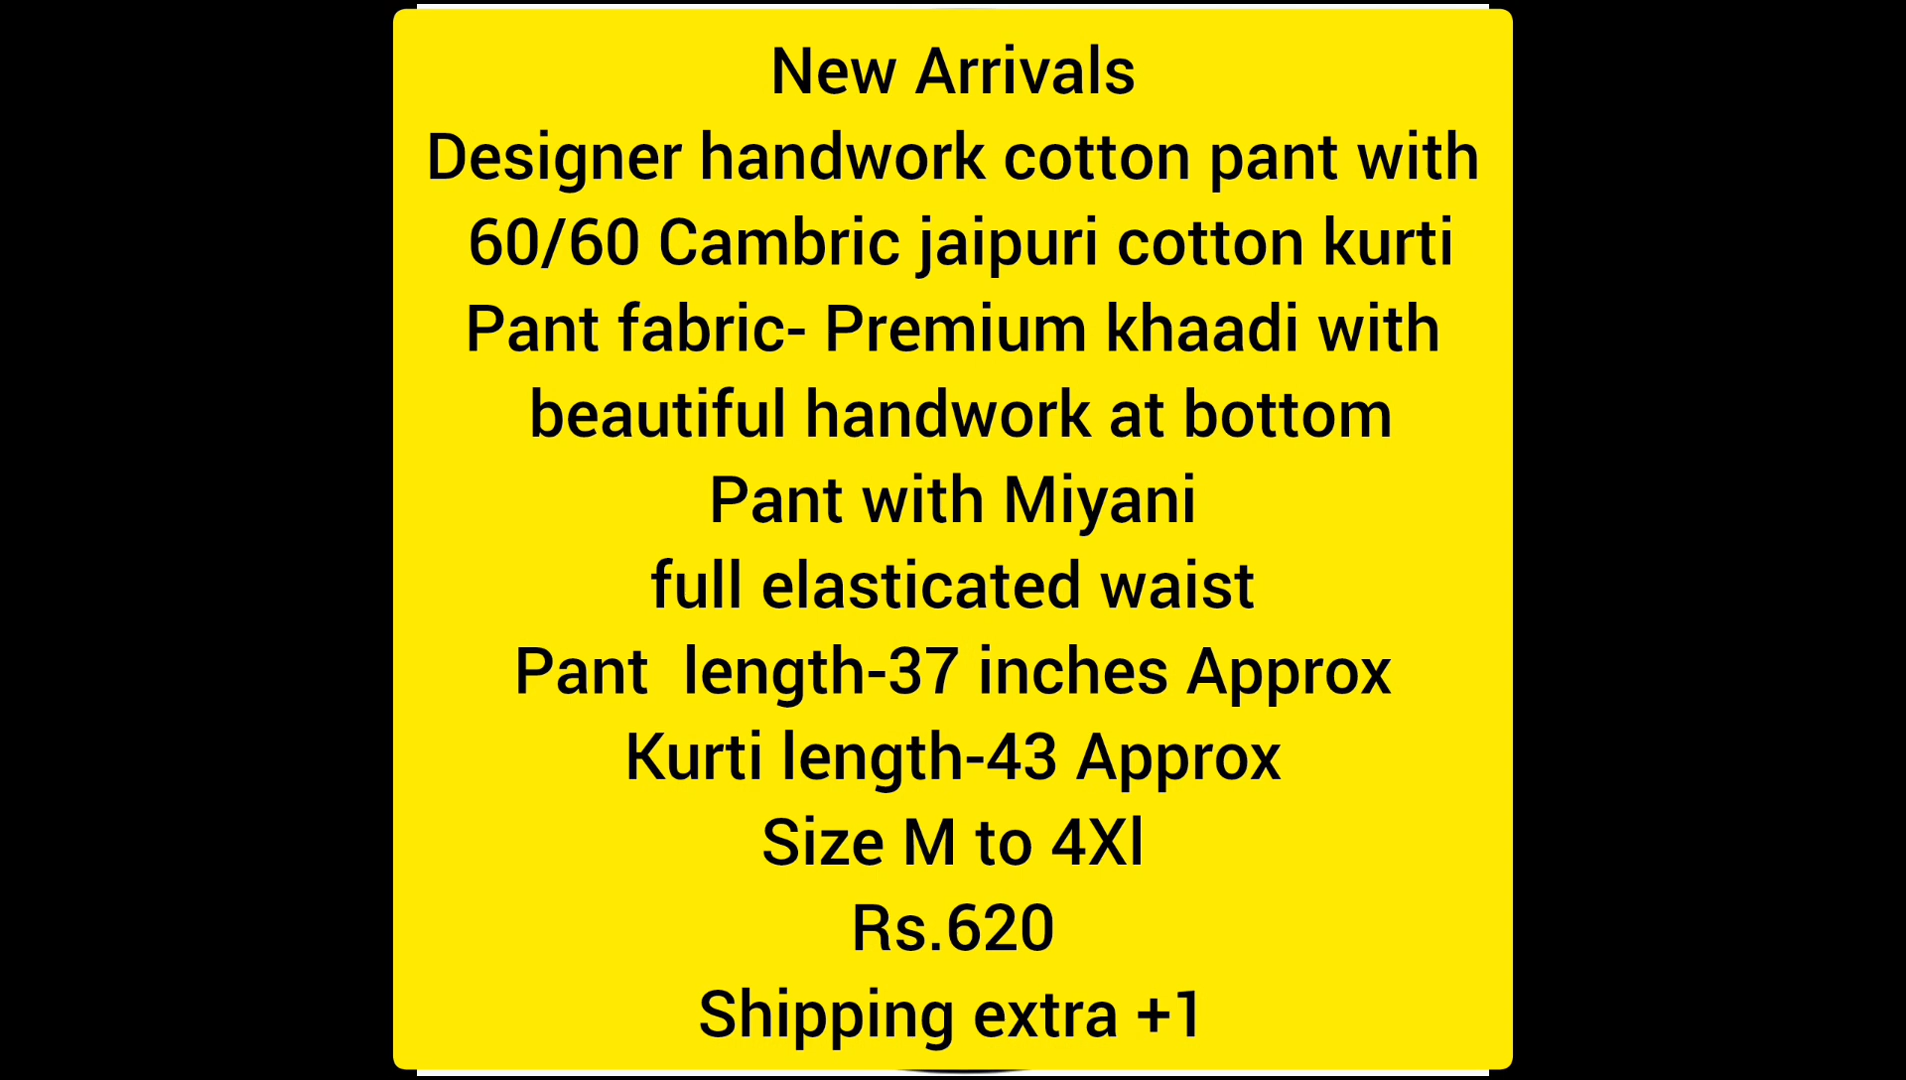 New Arrivals
Designer handwork cotton pant with
60/60 Cambric jaipuri cotton kurti
Pant fabric- Premium khaadi with
beautiful handwork at bottom
Pant with Miyani
full elasticated waist
Pant  length-37 inches Approx
Kurti length-43 Approx
Size M to 4Xl
Rs.620
Shipping extra +1